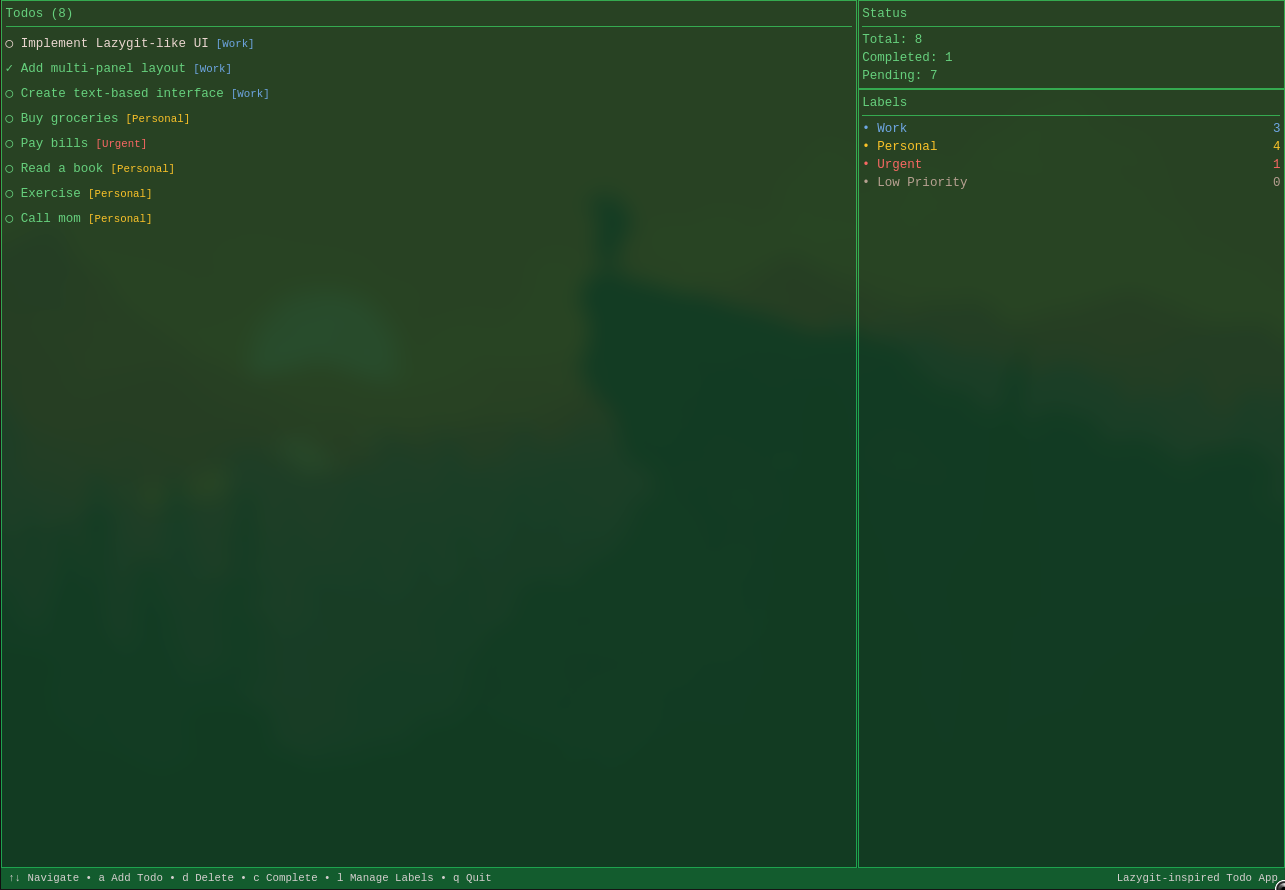 Todos (8)
○ Implement Lazygit-like UI [Work]
✓ Add multi-panel layout [Work]
○ Create text-based interface [Work]
○ Buy groceries [Personal]
○ Pay bills [Urgent]
○ Read a book [Personal]
○ Exercise [Personal]
○ Call mom [Personal]
Status
Total: 8
Completed: 1
Pending: 7
Labels
• Work 3
• Personal 4
• Urgent 1
• Low Priority 0
↑↓ Navigate • a Add Todo • d Delete • c Complete • l Manage Labels • q Quit
Lazygit-inspired Todo App